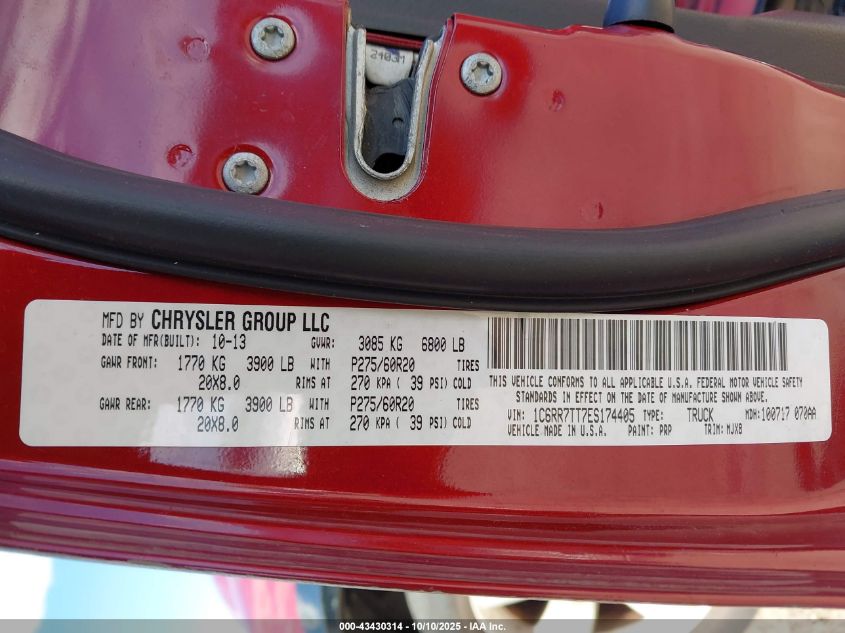 21031
MFD BY CHRYSLER GROUP LLC
DATE OF MFR(BUILT): 10-13 GVWR: 3085 KG 6800 LB
GAWR FRONT: 1770 KG 3900 LB WITH P275/60R20 TIRES
20X8.0 RIMS AT 270 KPA ( 39 PSI) COLD
GAWR REAR: 1770 KG 3900 LB WITH P275/60R20 TIRES
20X8.0 RIMS AT 270 KPA ( 39 PSI) COLD
THIS VEHICLE CONFORMS TO ALL APPLICABLE U.S.A. FEDERAL MOTOR VEHICLE SAFETY
STANDARDS IN EFFECT ON THE DATE OF MANUFACTURE SHOWN ABOVE.
VIN: 1C6RR7TT7ES174405 TYPE: TRUCK MDH:100717 070AA
VEHICLE MADE IN U.S.A. PAINT: PRP TRIM: MJX8
000-43430314 - 10/10/2025 - IAA Inc.